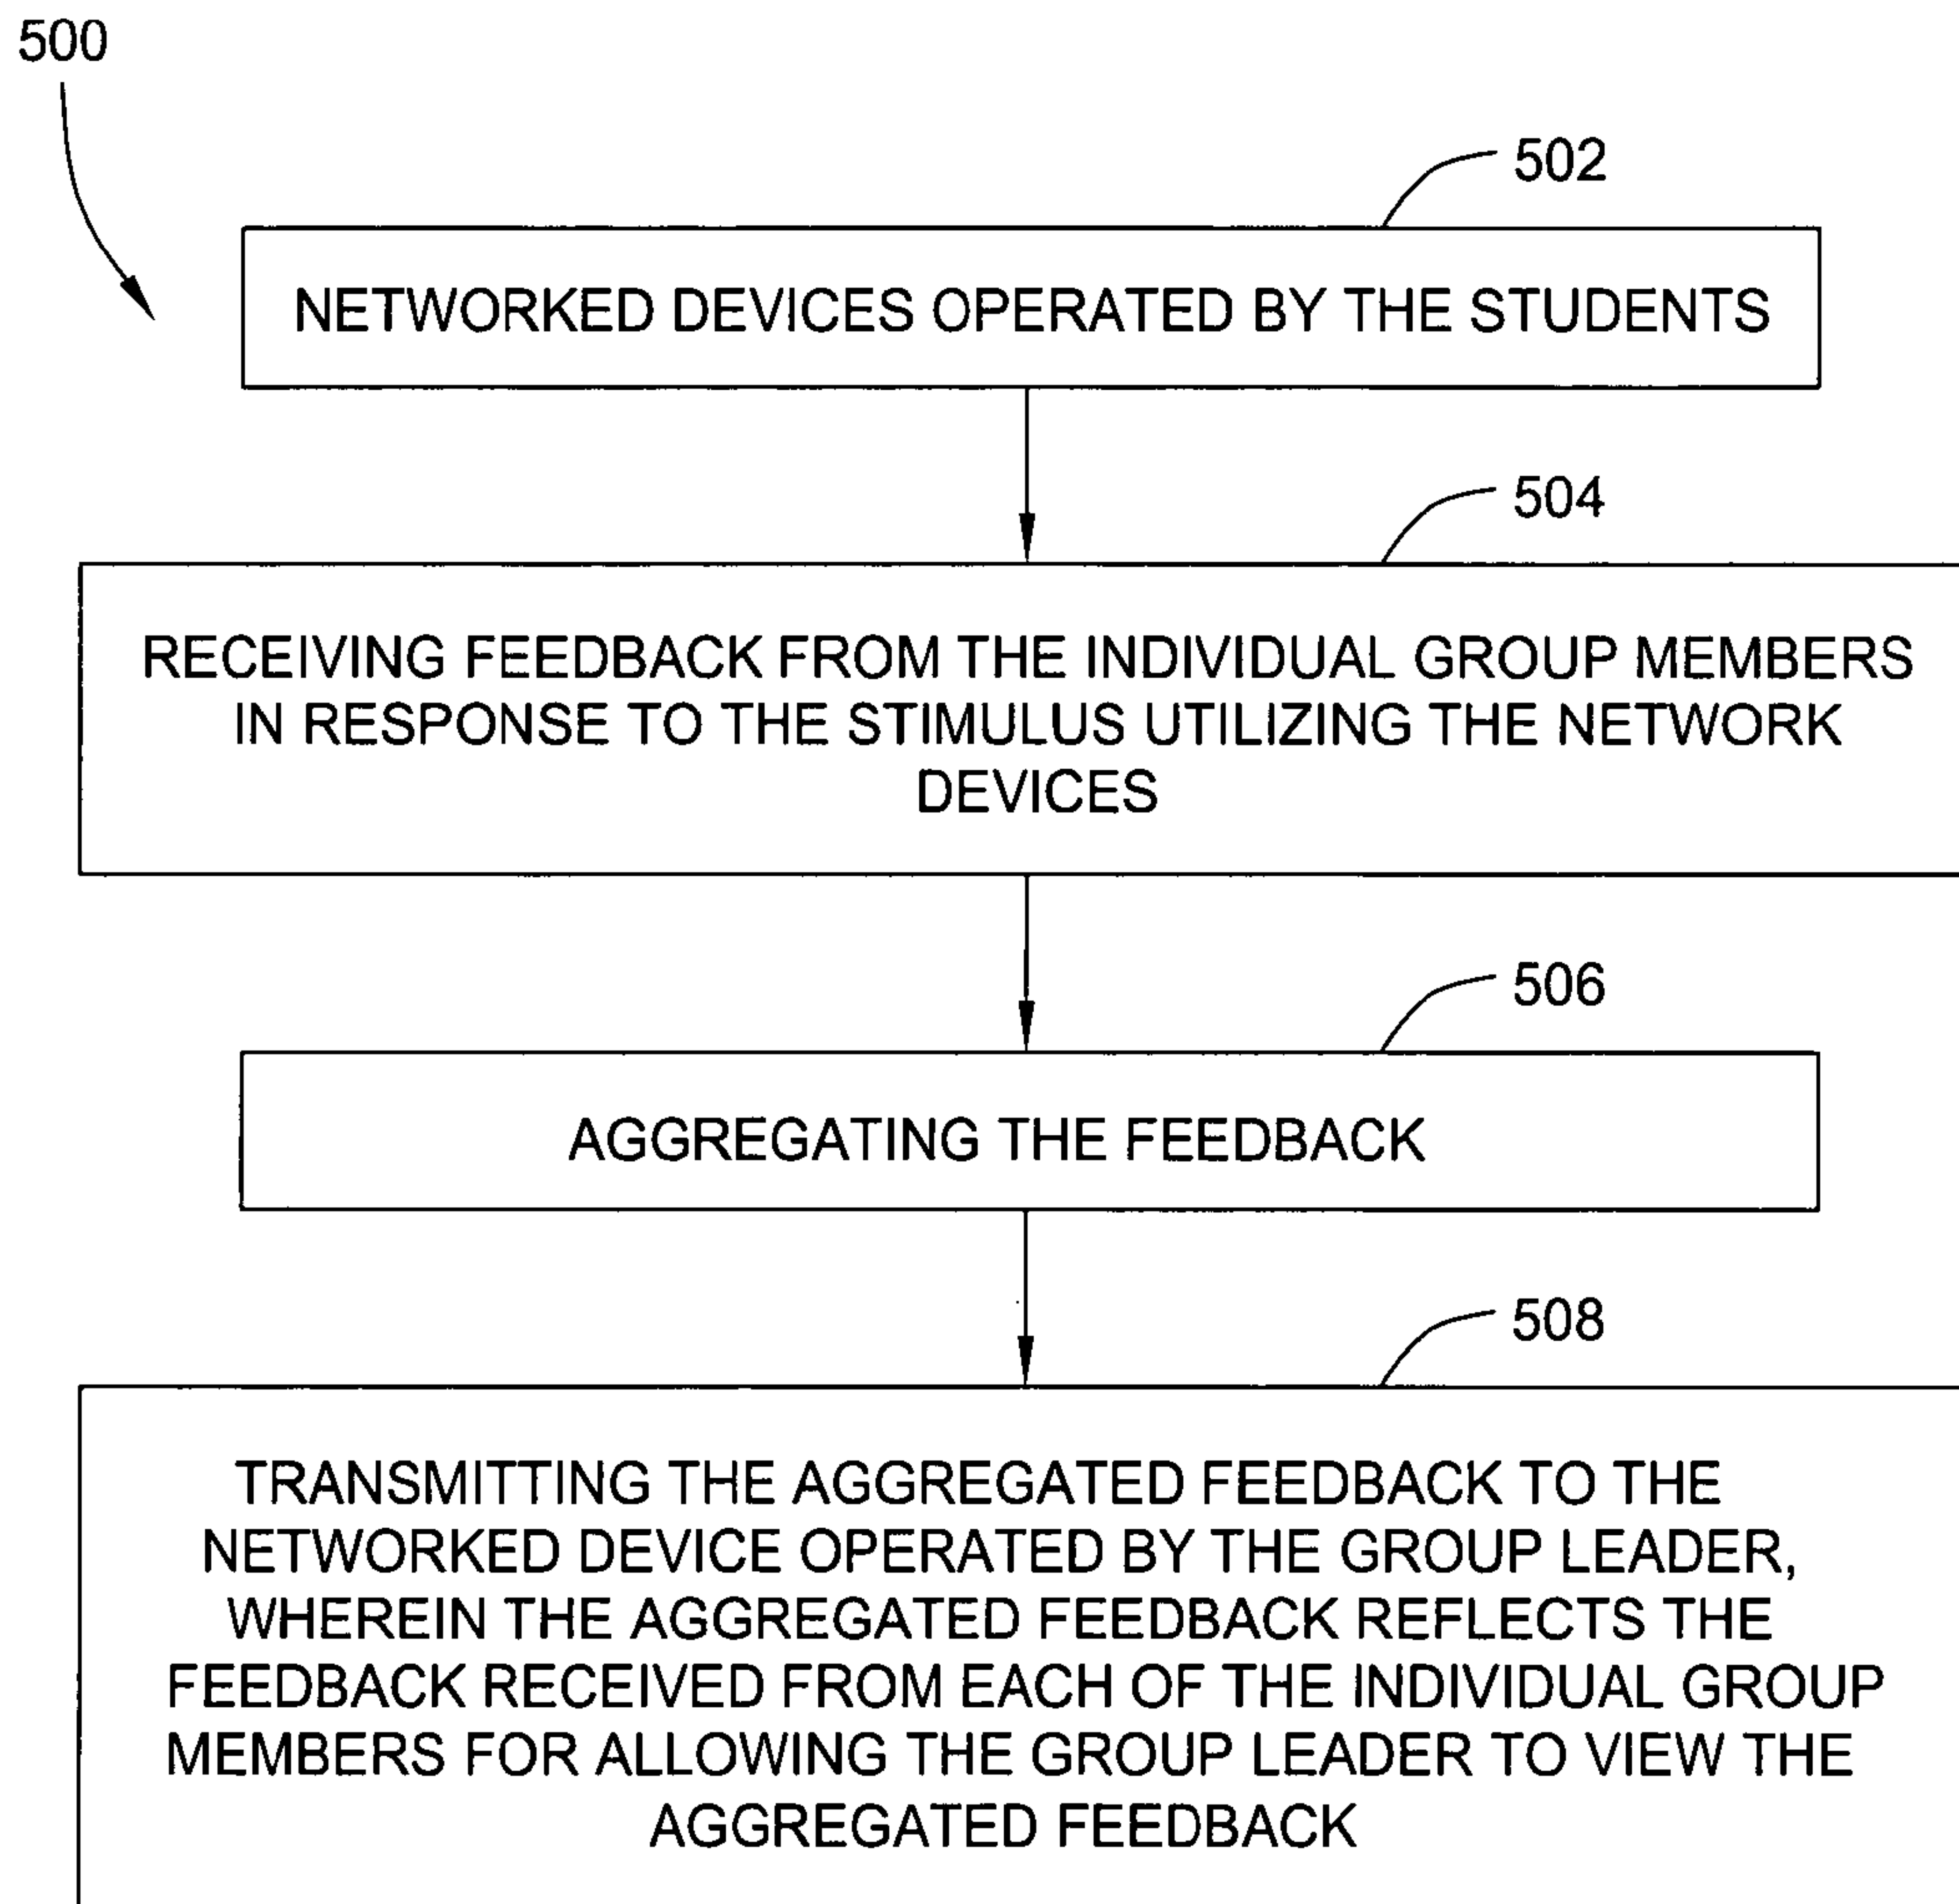 500
502
NETWORKED DEVICES OPERATED BY THE STUDENTS
504
RECEIVING FEEDBACK FROM THE INDIVIDUAL GROUP MEMBERS
IN RESPONSE TO THE STIMULUS UTILIZING THE NETWORK
DEVICES
506
AGGREGATING THE FEEDBACK
508
TRANSMITTING THE AGGREGATED FEEDBACK TO THE
NETWORKED DEVICE OPERATED BY THE GROUP LEADER,
WHEREIN THE AGGREGATED FEEDBACK REFLECTS THE
FEEDBACK RECEIVED FROM EACH OF THE INDIVIDUAL GROUP
MEMBERS FOR ALLOWING THE GROUP LEADER TO VIEW THE
AGGREGATED FEEDBACK